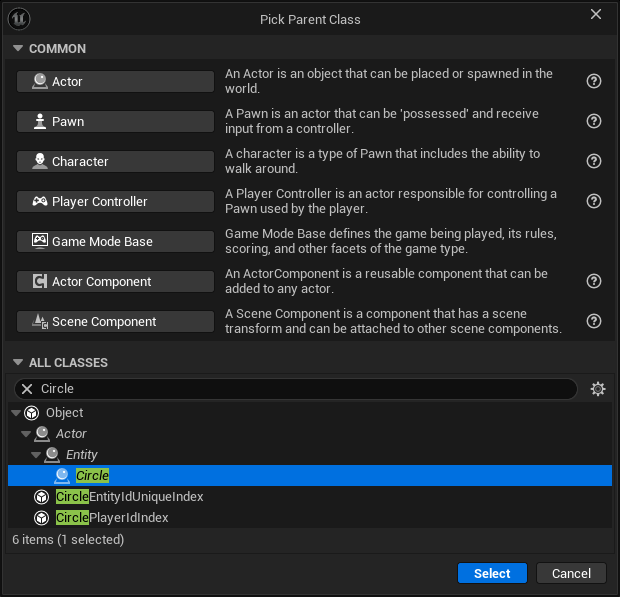 Pick Parent Class
COMMON
Actor
An Actor is an object that can be placed or spawned in the
world.
Pawn
A Pawn is an actor that can be 'possessed' and receive
input from a controller.
Character
A character is a type of Pawn that includes the ability to
walk around.
Player Controller
A Player Controller is an actor responsible for controlling a
Pawn used by the player.
Game Mode Base
Game Mode Base defines the game being played, its rules,
scoring, and other facets of the game type.
Actor Component
An ActorComponent is a reusable component that can be
added to any actor.
Scene Component
A Scene Component is a component that has a scene
transform and can be attached to other scene components.
ALL CLASSES
Circle
Object
Actor
Entity
Circle
CircleEntityIdUniqueIndex
CirclePlayerIdIndex
6 items (1 selected)
Select
Cancel